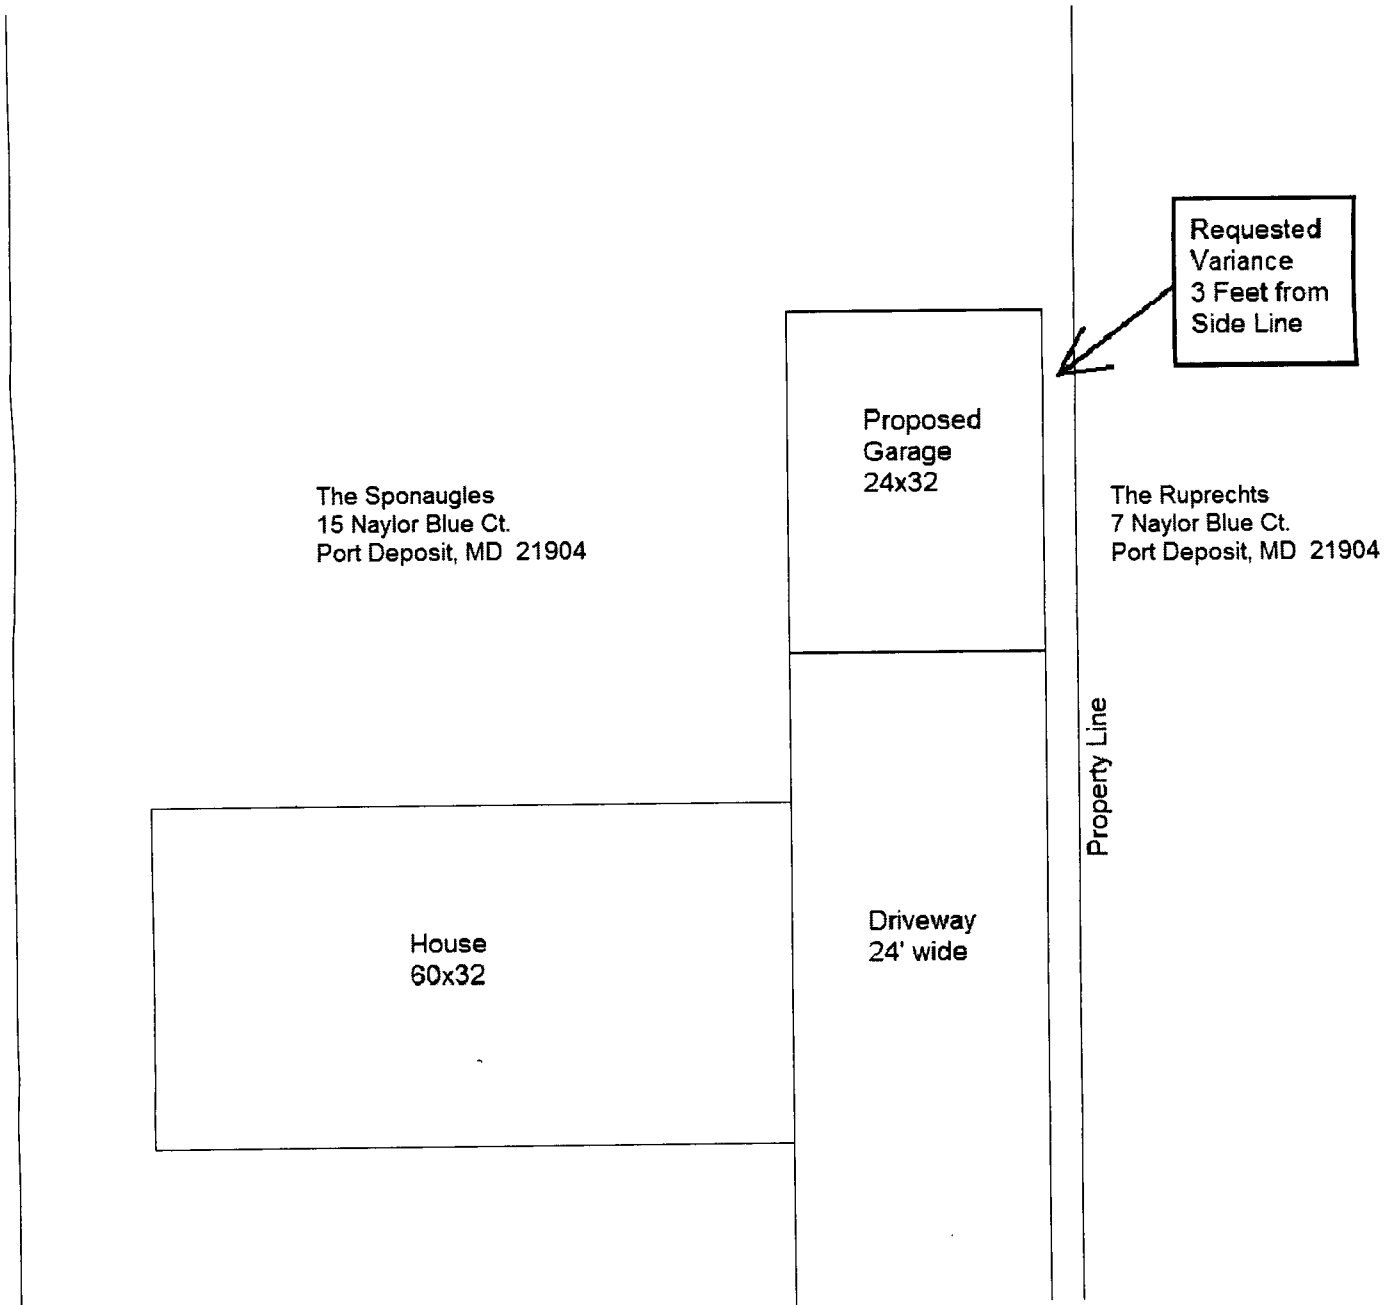 Requested
Variance
3 Feet from
Side Line
Proposed
Garage
24x32
The Sponaugles
15 Naylor Blue Ct.
Port Deposit, MD 21904
The Ruprechts
7 Naylor Blue Ct.
Port Deposit, MD 21904
Property Line
House
60x32
Driveway
24' wide